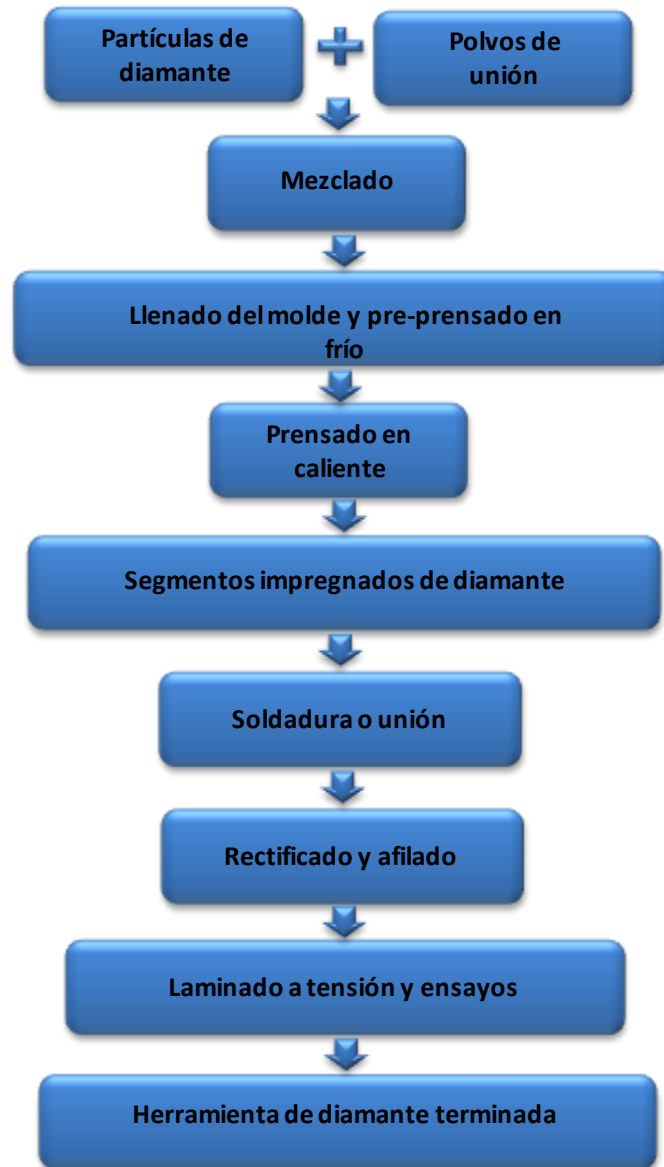 Partículas de
diamante
Polvos de
unión
Mezclado
Llenado del molde y pre-prensado en
frío
Prensado en
caliente
Segmentos impregnados de diamante
Soldadura o unión
Rectificado y afilado
Laminado a tensión y ensayos
Herramienta de diamante terminada